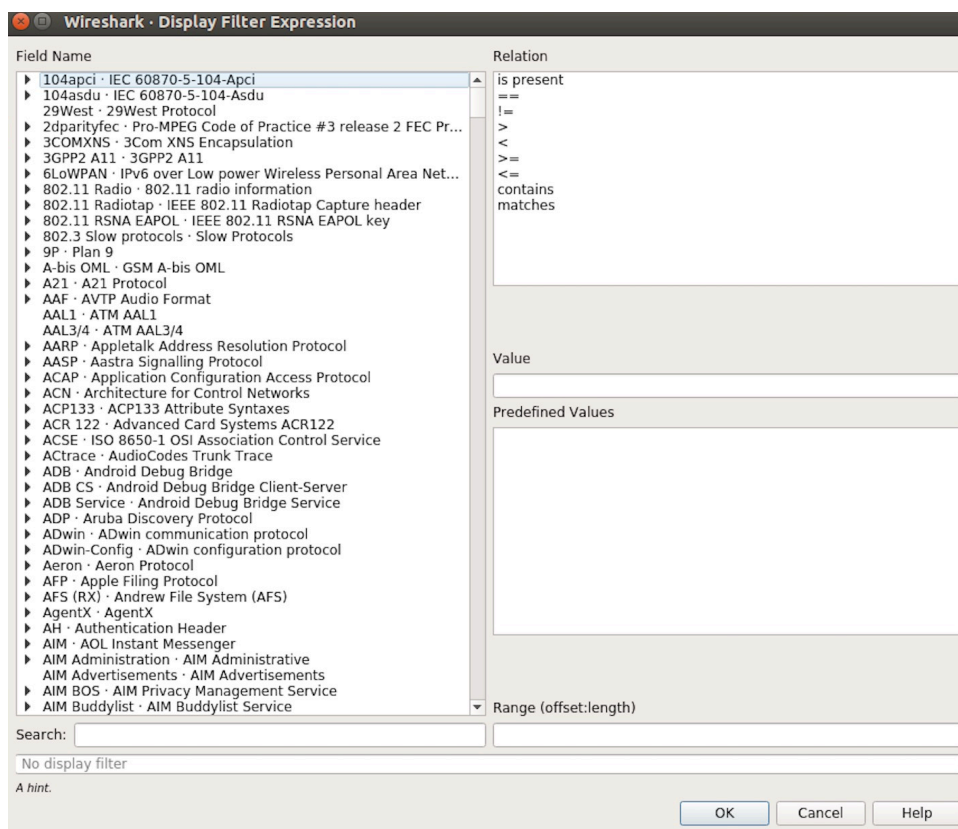 Wireshark · Display Filter Expression
Field Name
104apci · IEC 60870-5-104-Apci
104asdu · IEC 60870-5-104-Asdu
29West · 29West Protocol
2dparityfec · Pro-MPEG Code of Practice #3 release 2 FEC Pr...
3COMXNS · 3Com XNS Encapsulation
3GPP2 A11 · 3GPP2 A11
6LoWPAN · IPv6 over Low power Wireless Personal Area Net...
802.11 Radio · 802.11 radio information
802.11 Radiotap · IEEE 802.11 Radiotap Capture header
802.11 RSNA EAPOL · IEEE 802.11 RSNA EAPOL key
802.3 Slow protocols · Slow Protocols
9P · Plan 9
A-bis OML · GSM A-bis OML
A21 · A21 Protocol
AAF · AVTP Audio Format
AAL1 · ATM AAL1
AAL3/4 · ATM AAL3/4
AARP · Appletalk Address Resolution Protocol
AASP · Aastra Signalling Protocol
ACAP · Application Configuration Access Protocol
ACN · Architecture for Control Networks
ACP133 · ACP133 Attribute Syntaxes
ACR 122 · Advanced Card Systems ACR122
ACSE · ISO 8650-1 OSI Association Control Service
ACtrace · AudioCodes Trunk Trace
ADB · Android Debug Bridge
ADB CS · Android Debug Bridge Client-Server
ADB Service · Android Debug Bridge Service
ADP · Aruba Discovery Protocol
ADwin · ADwin communication protocol
ADwin-Config · ADwin configuration protocol
Aeron · Aeron Protocol
AFP · Apple Filing Protocol
AFS (RX) · Andrew File System (AFS)
AgentX · AgentX
AH · Authentication Header
AIM · AOL Instant Messenger
AIM Administration · AIM Administrative
AIM Advertisements · AIM Advertisements
AIM BOS · AIM Privacy Management Service
AIM Buddylist · AIM Buddylist Service
Search:
Relation
is present
==
!=
>
<
>=
<=
contains
matches
Value
Predefined Values
Range (offset:length)
No display filter
A hint.
OK
Cancel
Help